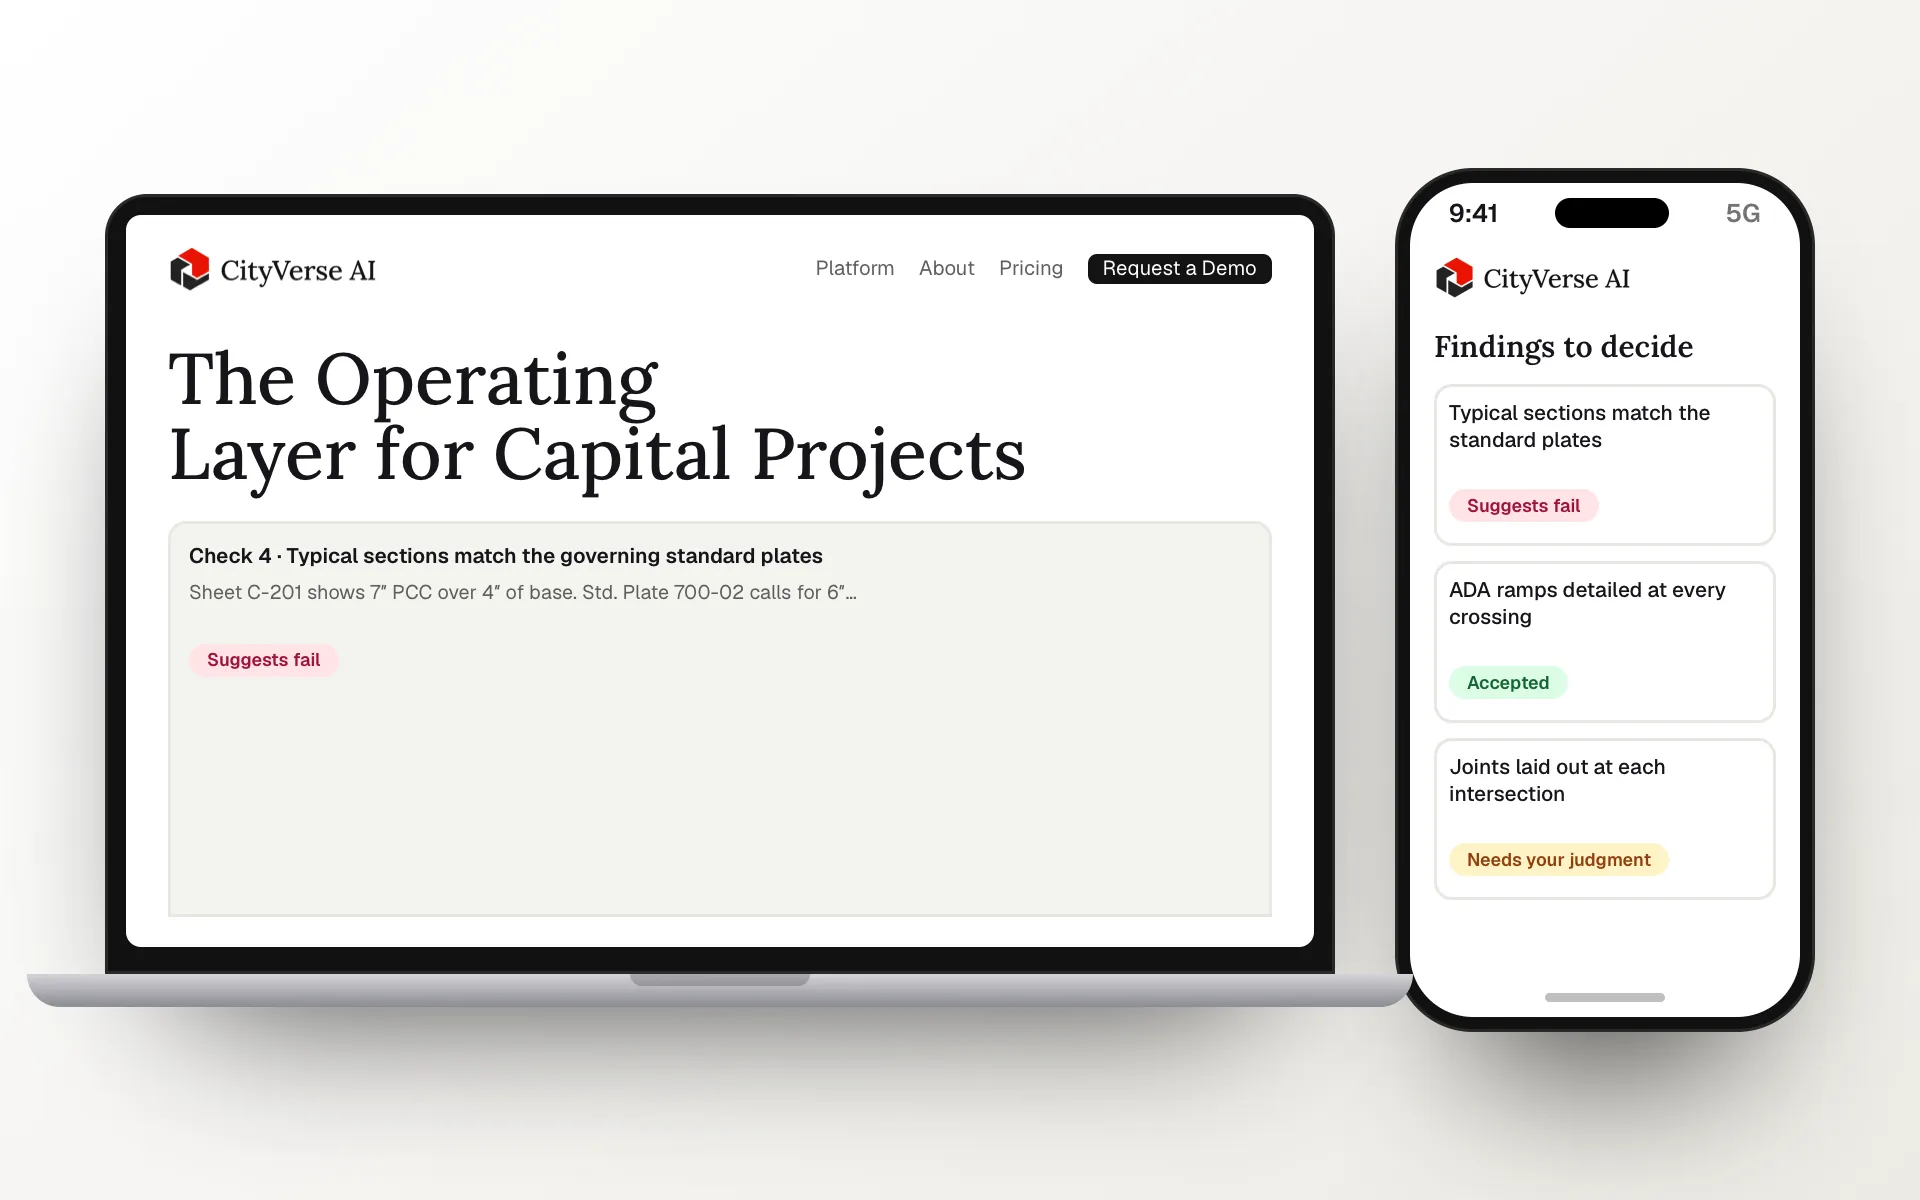 CityVerse AI
Platform
About
Pricing
Request a Demo
The Operating
Layer for Capital Projects
Check 4 · Typical sections match the governing standard plates
Sheet C-201 shows 7″ PCC over 4″ of base. Std. Plate 700-02 calls for 6″…
Suggests fail
9:41
5G
CityVerse AI
Findings to decide
Typical sections match the
standard plates
Suggests fail
ADA ramps detailed at every
crossing
Accepted
Joints laid out at each
intersection
Needs your judgment